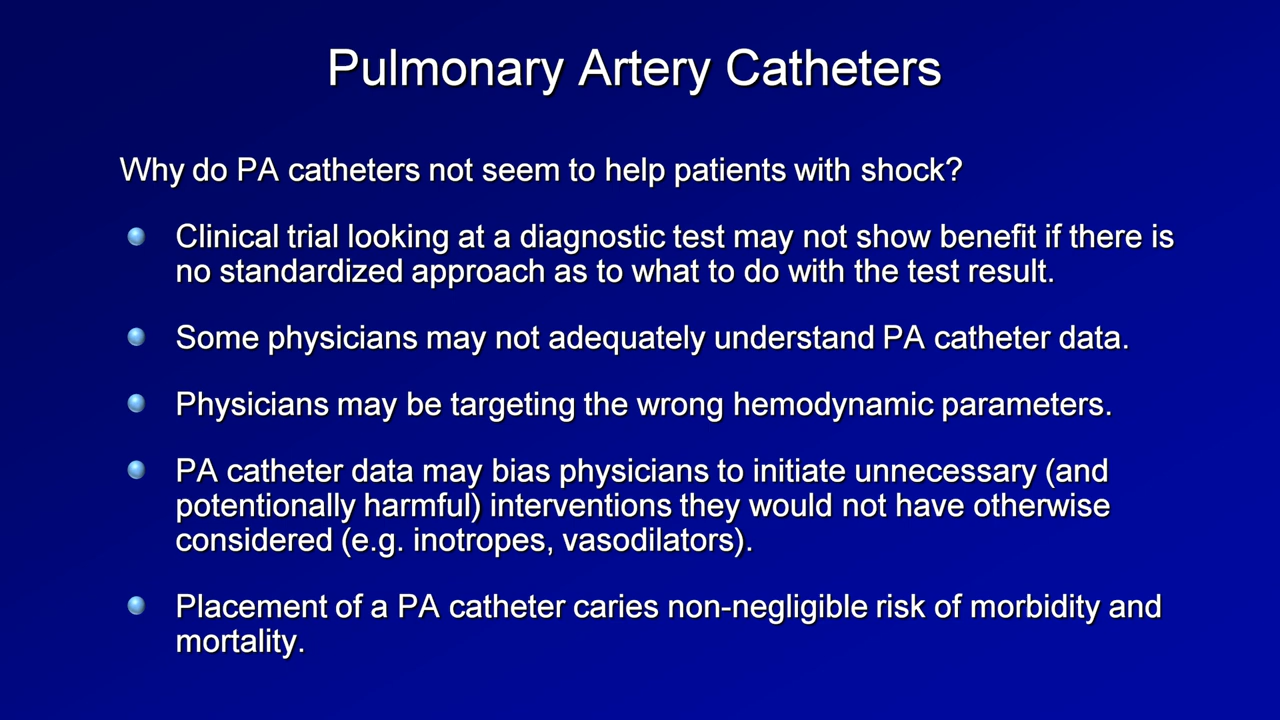 Pulmonary Artery Catheters
Why do PA catheters not seem to help patients with shock?
Clinical trial looking at a diagnostic test may not show benefit if there is
no standardized approach as to what to do with the test result.
Some physicians may not adequately understand PA catheter data.
Physicians may be targeting the wrong hemodynamic parameters.
PA catheter data may bias physicians to initiate unnecessary (and
potentially harmful) interventions they would not have otherwise
considered (e.g. inotropes, vasodilators).
Placement of a PA catheter caries non-negligible risk of morbidity and
mortality.